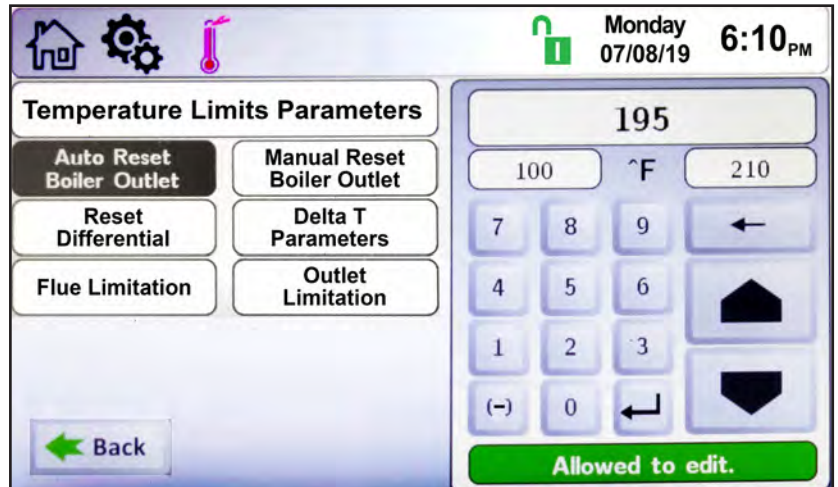 Monday
07/08/19
6:10 PM
Temperature Limits Parameters
Auto Reset
Boiler Outlet
Manual Reset
Boiler Outlet
Reset
Differential
Delta T
Parameters
Flue Limitation
Outlet
Limitation
Back
195
100 ^F 210
7 8 9
4 5 6
1 2 3
(-) 0
Allowed to edit.